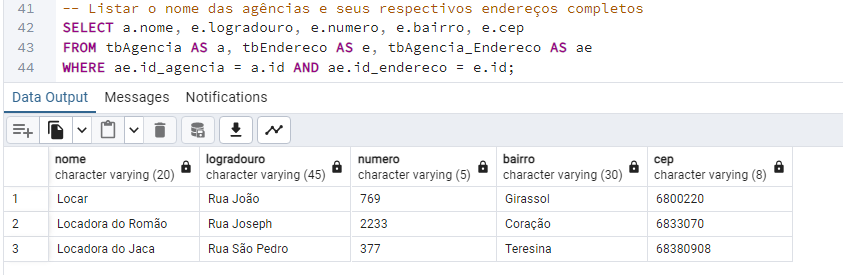 41 -- Listar o nome das agências e seus respectivos endereços completos
42 SELECT a.nome, e.logradouro, e.numero, e.bairro, e.cep
43 FROM tbAgencia AS a, tbEndereco AS e, tbAgencia_Endereco AS ae
44 WHERE ae.id_agencia = a.id AND ae.id_endereco = e.id;
Data Output Messages Notifications
nome logradouro numero bairro cep
character varying (20) character varying (45) character varying (5) character varying (30) character varying (8)
1 Locar Rua João 769 Girassol 6800220
2 Locadora do Romão Rua Joseph 2233 Coração 6833070
3 Locadora do Jaca Rua São Pedro 377 Teresina 68380908